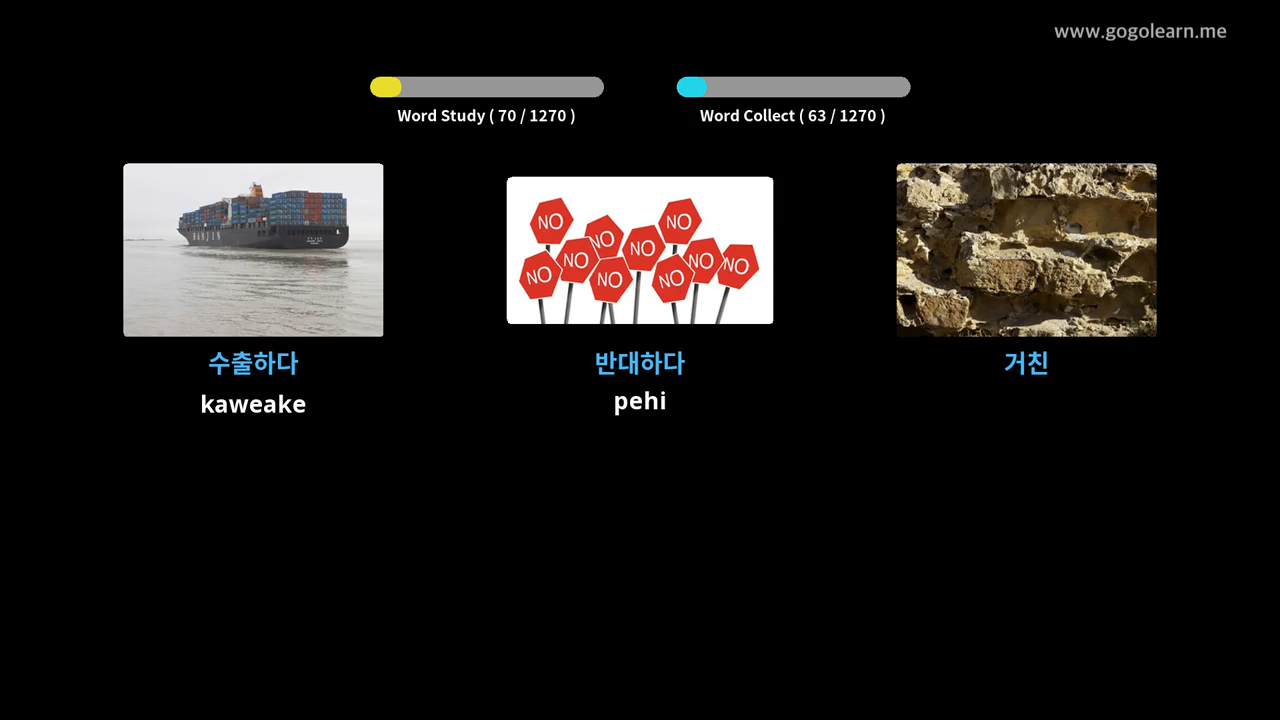 www.gogolearn.me
Word Study ( 70 / 1270 )
Word Collect ( 63 / 1270 )
HANJIN
NO
NO
NO
NO
NO
NO
NO
NO
NO
NO
수출하다
반대하다
거친
kaweake
pehi